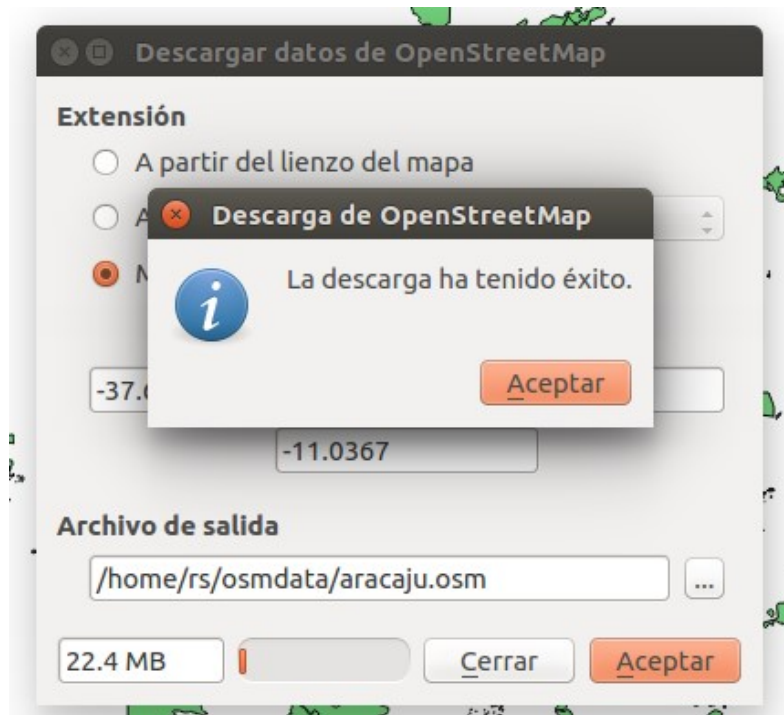 Descargar datos de OpenStreetMap
Extensión
A partir del lienzo del mapa
Descarga de OpenStreetMap
La descarga ha tenido éxito.
Aceptar
-11.0367
Archivo de salida
/home/rs/osmdata/aracaju.osm
...
22.4 MB
Cerrar
Aceptar